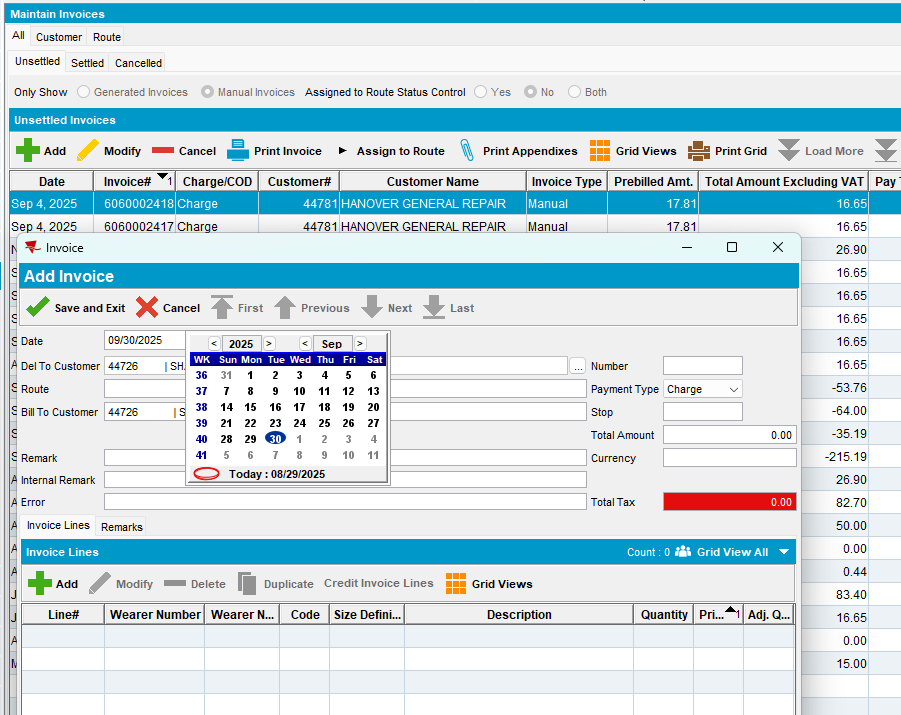 Maintain Invoices
All Customer Route
Unsettled Settled Cancelled
Only Show Generated Invoices Manual Invoices Assigned to Route Status Control Yes No Both
Unsettled Invoices
Add Modify Cancel Print Invoice Assign to Route Print Appendixes Grid Views Print Grid Load More
Date Invoice# 1 Charge/COD Customer# Customer Name Invoice Type Prebilled Amt. Total Amount Excluding VAT Pay
Sep 4, 2025 6060002418 Charge 44781 HANOVER GENERAL REPAIR Manual 17.81 16.65
Sep 4, 2025 6060002417 Charge 44781 HANOVER GENERAL REPAIR Manual 17.81 16.65
Invoice
26.90
Add Invoice
16.65
16.65
Save and Exit Cancel First Previous Next Last
16.65
16.65
Date 09/30/2025
< 2025 > < Sep >
16.65
WK Sun Mon Tue Wed Thu Fri Sat
Del To Customer 44726 | SH ... Number
16.65
36 31 1 2 3 4 5 6
Route
37 7 8 9 10 11 12 13
Payment Type Charge
-53.76
Bill To Customer 44726 | S
38 14 15 16 17 18 19 20
Stop
-64.00
39 21 22 23 24 25 26 27
Total Amount 0.00
-35.19
40 28 29 30 1 2 3 4
Remark
41 5 6 7 8 9 10 11
Currency
-215.19
Internal Remark
Today : 08/29/2025
26.90
Error
Total Tax 0.00
82.70
Invoice Lines Remarks
50.00
Invoice Lines Count : 0 Grid View All
0.00
Add Modify Delete Duplicate Credit Invoice Lines Grid Views
0.44
83.40
Line# Wearer Number Wearer N... Code Size Defini... Description Quantity Pri... 1 Adj. Q...
16.65
0.00
15.00